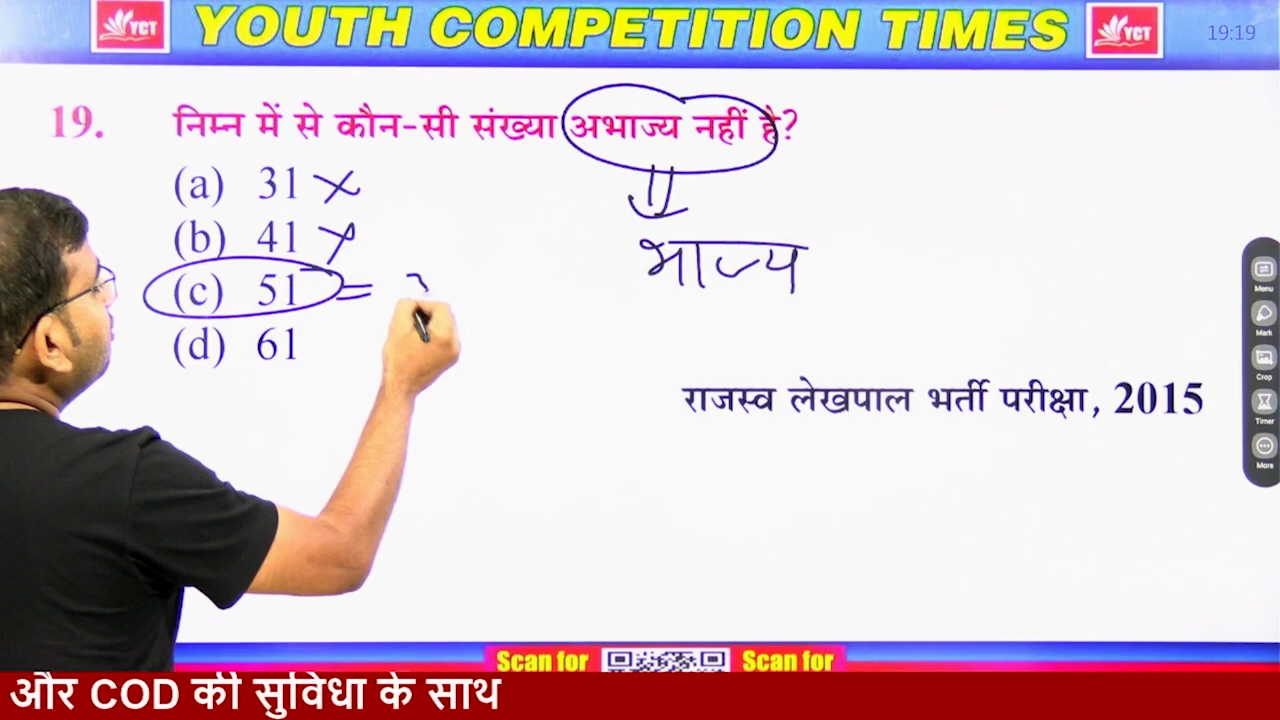 YCT YOUTH COMPETITION TIMES YCT 19:19
19. निम्न में से कौन-सी संख्या अभाज्य नहीं है?
(a) 31 ×
(b) 41 ×
भाज्य
(c) 51 = 3
(d) 61
राजस्व लेखपाल भर्ती परीक्षा, 2015
Menu
Mark
Crop
Timer
More
Scan for Scan for
और COD की सुविधा के साथ